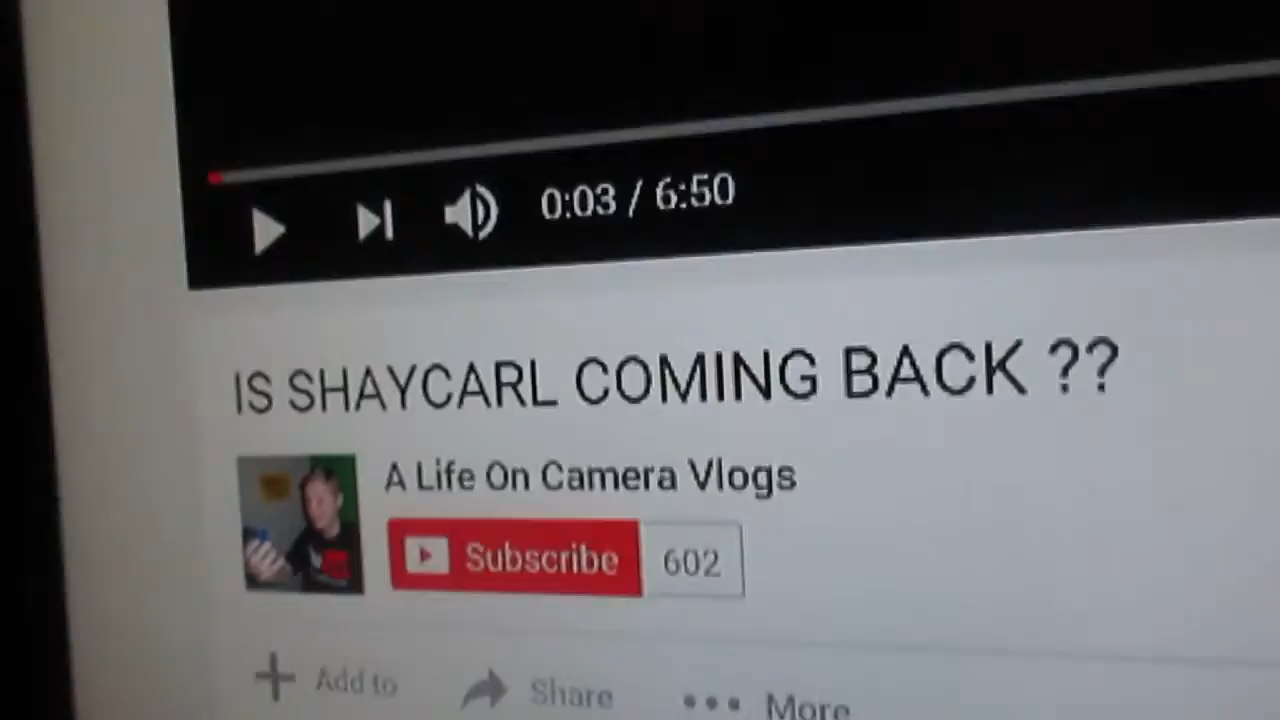 0:03 / 6:50
IS SHAYCARL COMING BACK ??
A Life On Camera Vlogs
Subscribe 602
Add to Share More